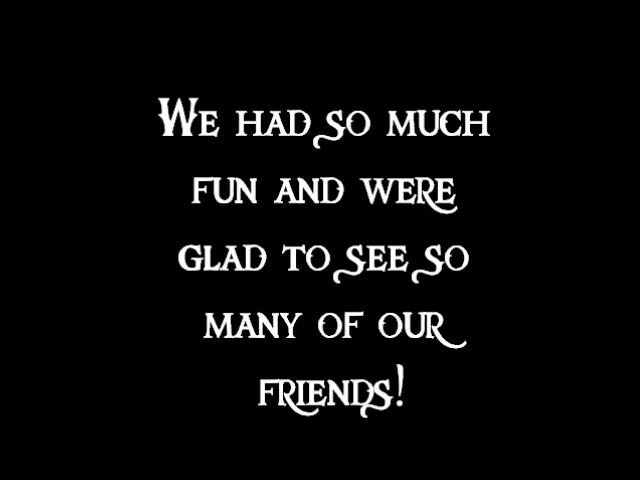 We had so much
fun and were
glad to see so
many of our
friends!